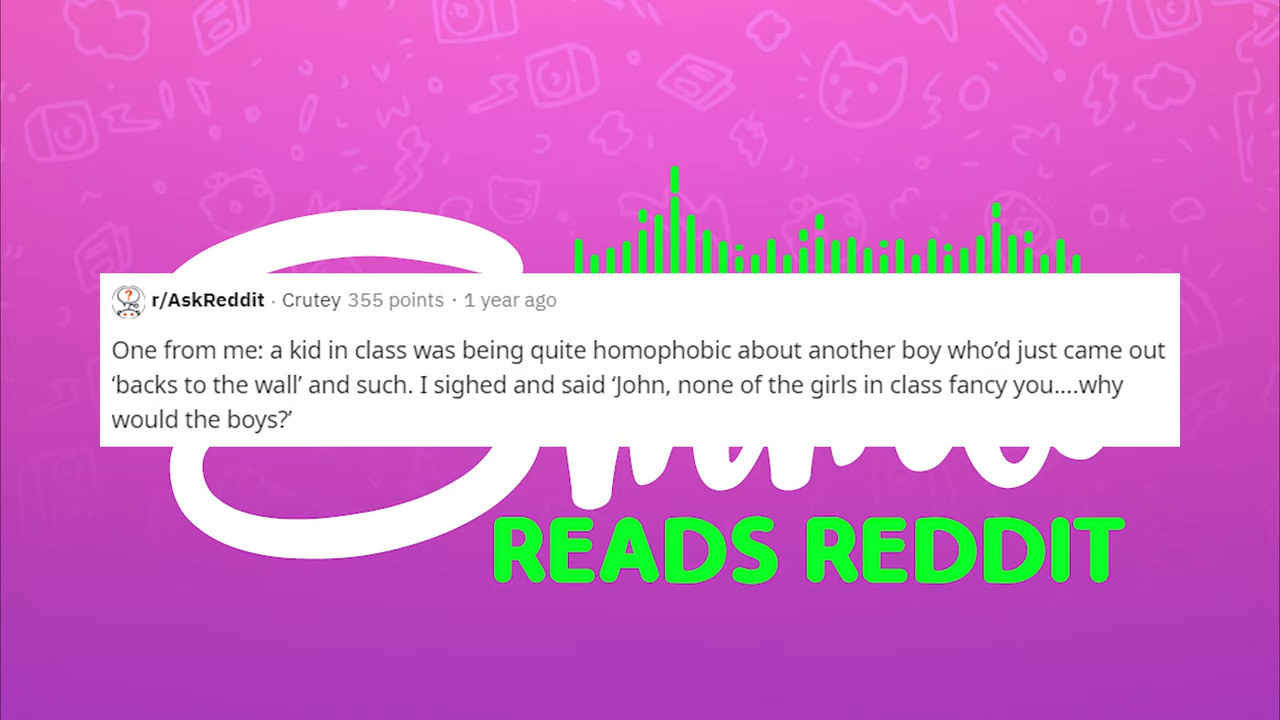 r/AskReddit · Crutey 355 points · 1 year ago
One from me: a kid in class was being quite homophobic about another boy who’d just came out
‘backs to the wall’ and such. I sighed and said ‘John, none of the girls in class fancy you....why
would the boys?’
READS REDDIT